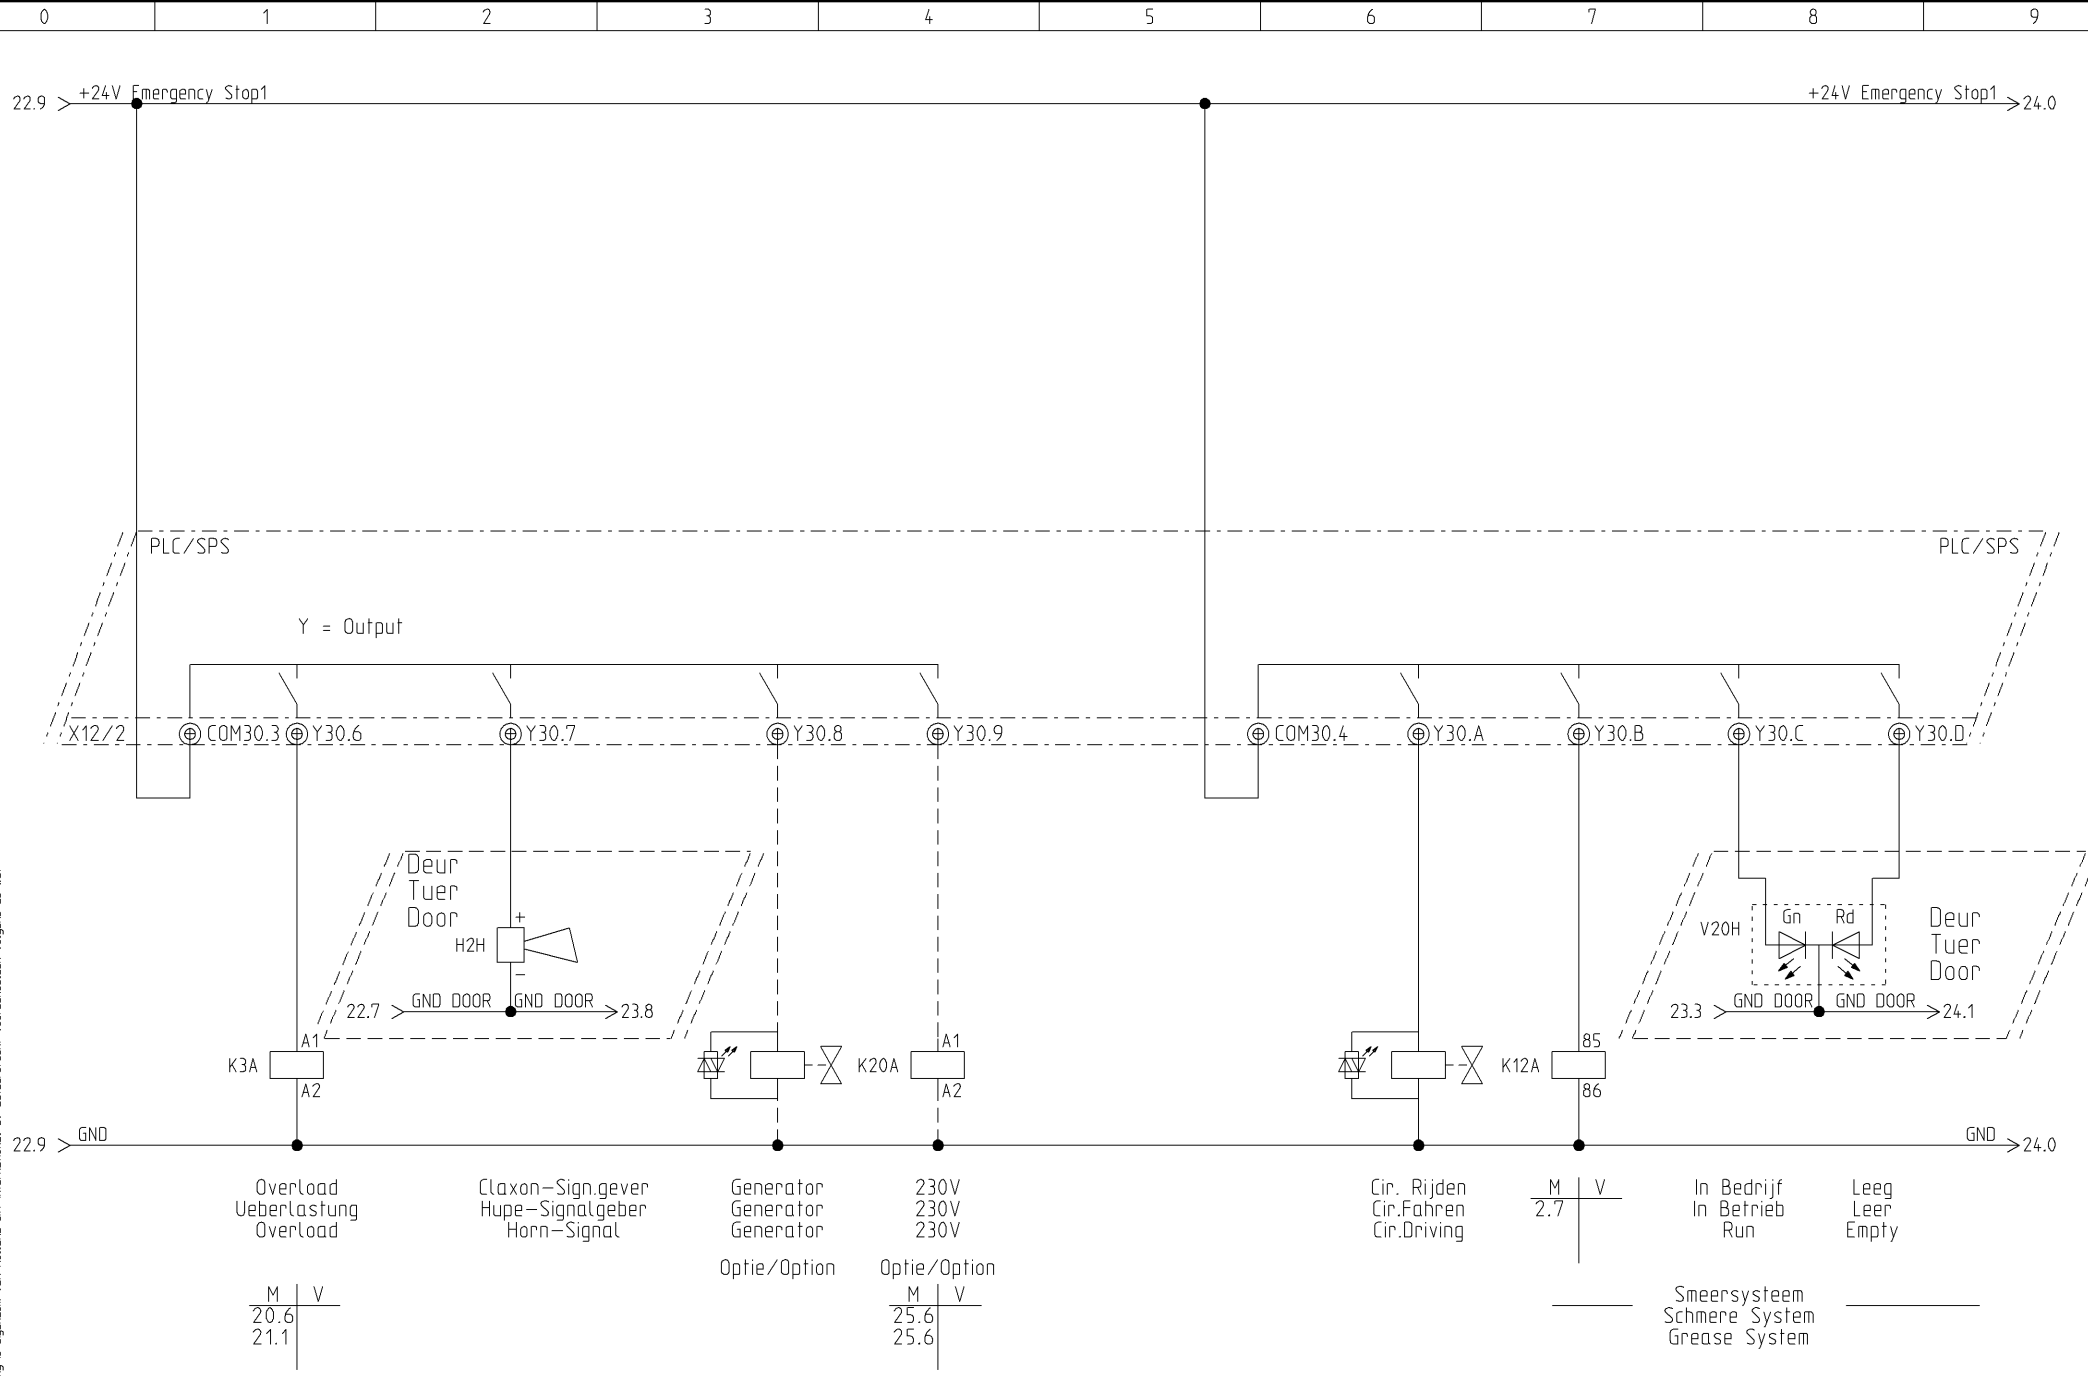 0 1 2 3 4 5 6 7 8 9
+24V Emergency Stop1
+24V Emergency Stop1
22.9
24.0
PLC/SPS
PLC/SPS
Y = Output
X12/2 COM30.3 Y30.6 Y30.7 Y30.8 Y30.9 COM30.4 Y30.A Y30.B Y30.C Y30.D
Deur
Tuer
Door
+
H2H
−
22.7 GND DOOR GND DOOR 23.8
V20H
Gn Rd
Deur
Tuer
Door
23.3 GND DOOR GND DOOR 24.1
A1
K3A
A2
A1
K20A
A2
85
K12A
86
22.9 GND
GND 24.0
Overload
Ueberlastung
Overload
M V
20.6
21.1
Claxon-Sign.gever
Hupe-Signalgeber
Horn-Signal
Generator
Generator
Generator
Optie/Option
230V
230V
230V
Optie/Option
M V
25.6
25.6
Cir. Rijden
Cir.Fahren
Cir.Driving
M V
2.7
In Bedrijf
In Betrieb
Run
Leeg
Leer
Empty
Smeersysteem
Schmere System
Grease System